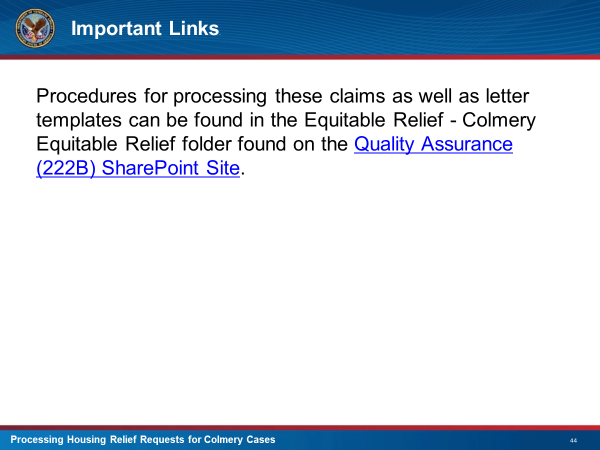 Important Links
Procedures for processing these claims as well as letter
templates can be found in the Equitable Relief - Colmery
Equitable Relief folder found on the Quality Assurance
(222B) SharePoint Site.
Processing Housing Relief Requests for Colmery Cases
44